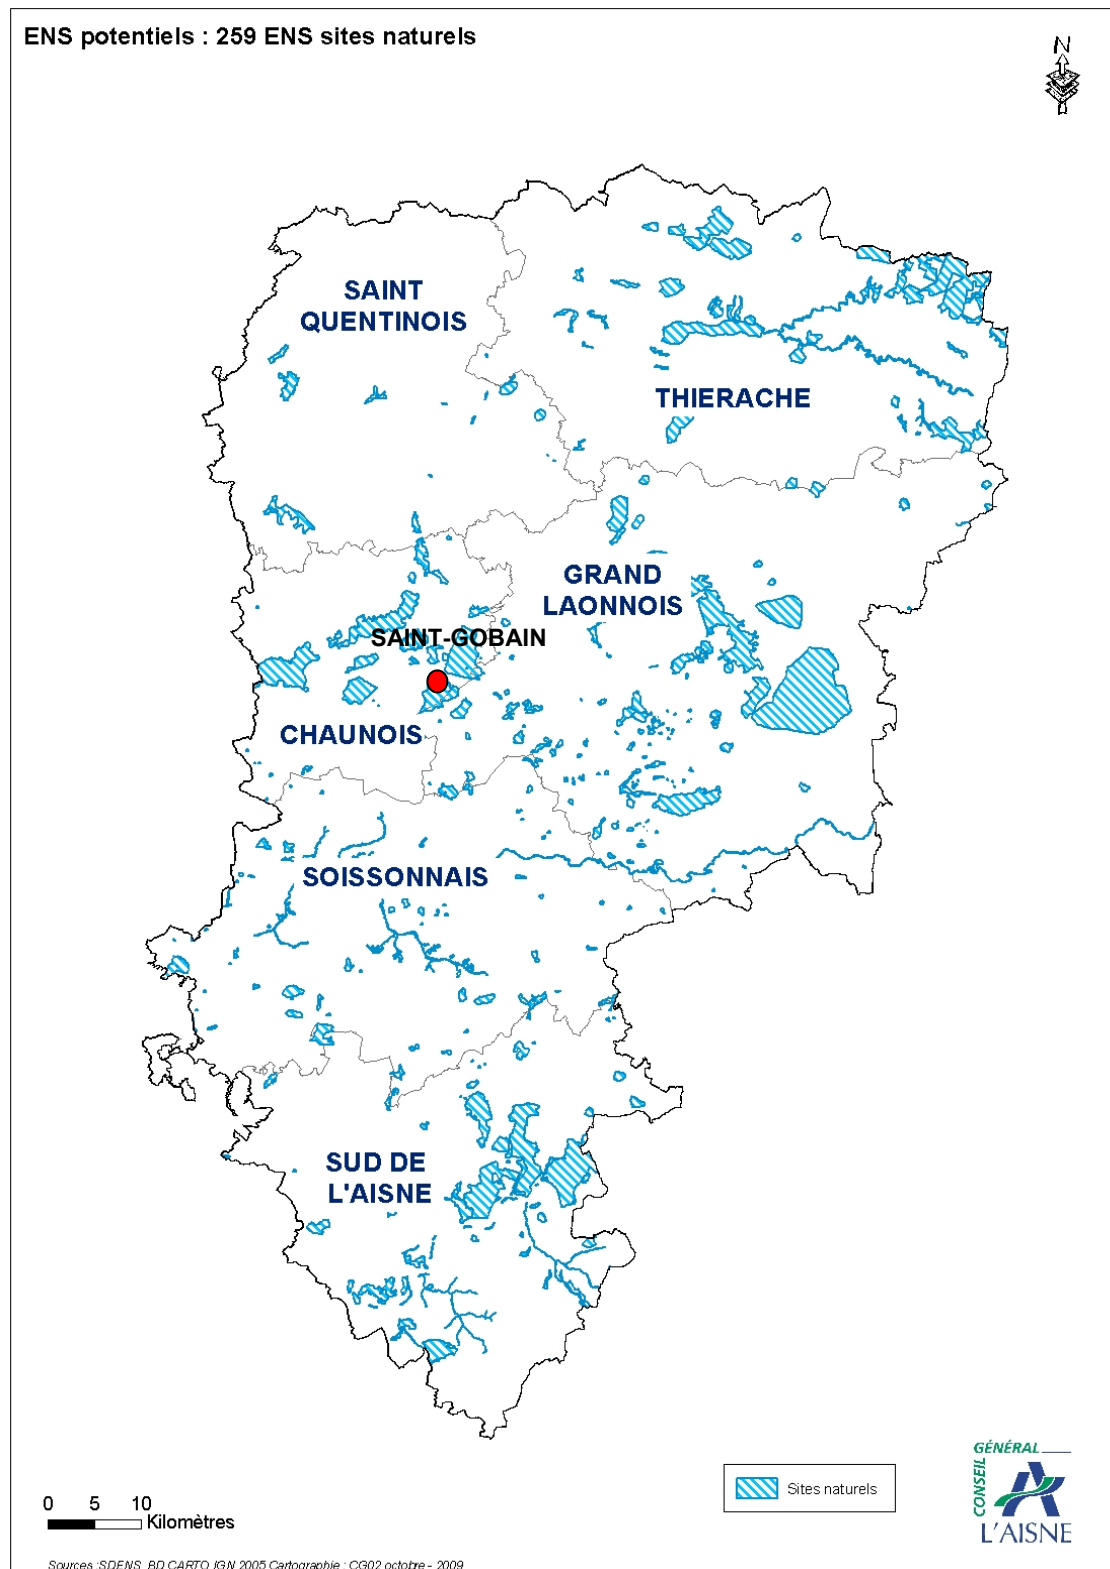 ENS potentiels : 259 ENS sites naturels
N
SAINT
QUENTINOIS
THIERACHE
GRAND
LAONNOIS
SAINT-GOBAIN
CHAUNOIS
SOISSONNAIS
SUD DE
L'AISNE
Sites naturels
CONSEIL
GÉNÉRAL
L'AISNE
0 5 10
Kilomètres
Sources :SDENS, BD CARTO IGN 2005 Cartographie : CG02 octobre - 2009